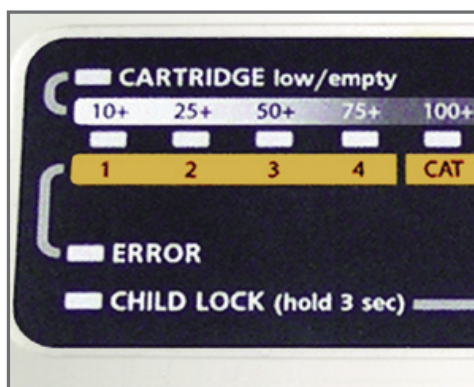 CARTRIDGE low/empty
10+ 25+ 50+ 75+ 100+
1 2 3 4 CAT
ERROR
CHILD LOCK (hold 3 sec)